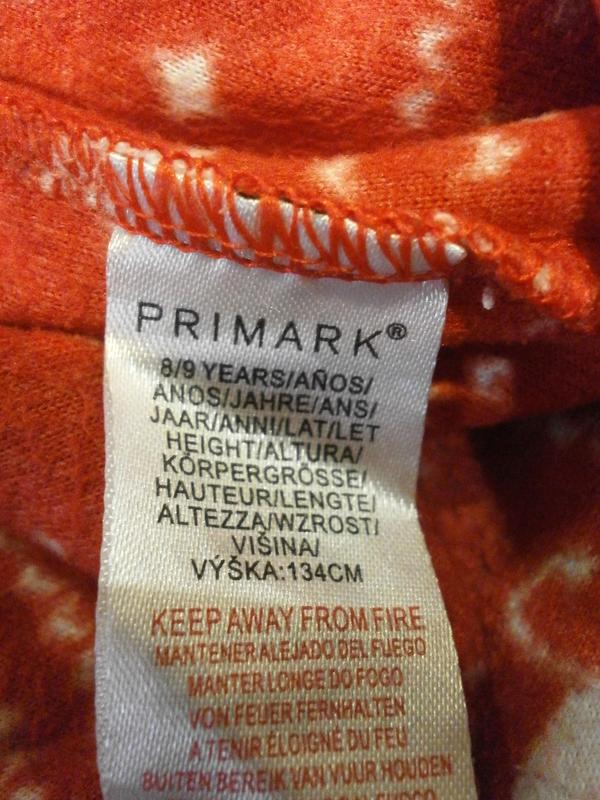 PRIMARK®
8/9 YEARS/AÑOS/
ANOS/JAHRE/ANS/
JAAR/ANNI/LAT/LET
HEIGHT/ALTURA/
KÖRPERGRÖSSE/
HAUTEUR/LENGTE/
ALTEZZA/WZROST/
VIŠINA/
VÝŠKA:134CM
KEEP AWAY FROM FIRE
MANTENER ALEJADO DEL FUEGO
MANTER LONGE DO FOGO
VON FEUER FERNHALTEN
A TENIR ÉLOIGNÉ DU FEU
BUITEN BEREIK VAN VUUR HOUDEN